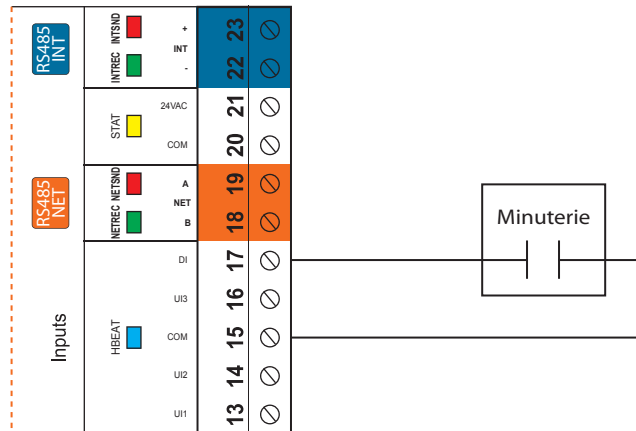 RS485 INT
INTREC INTSND
+
INT
-
23
22
STAT
24VAC
COM
21
20
RS485 NET
NETREC NETSND
A
NET
B
19
18
Minuterie
Inputs
HBEAT
DI
17
UI3
16
COM
15
UI2
14
UI1
13